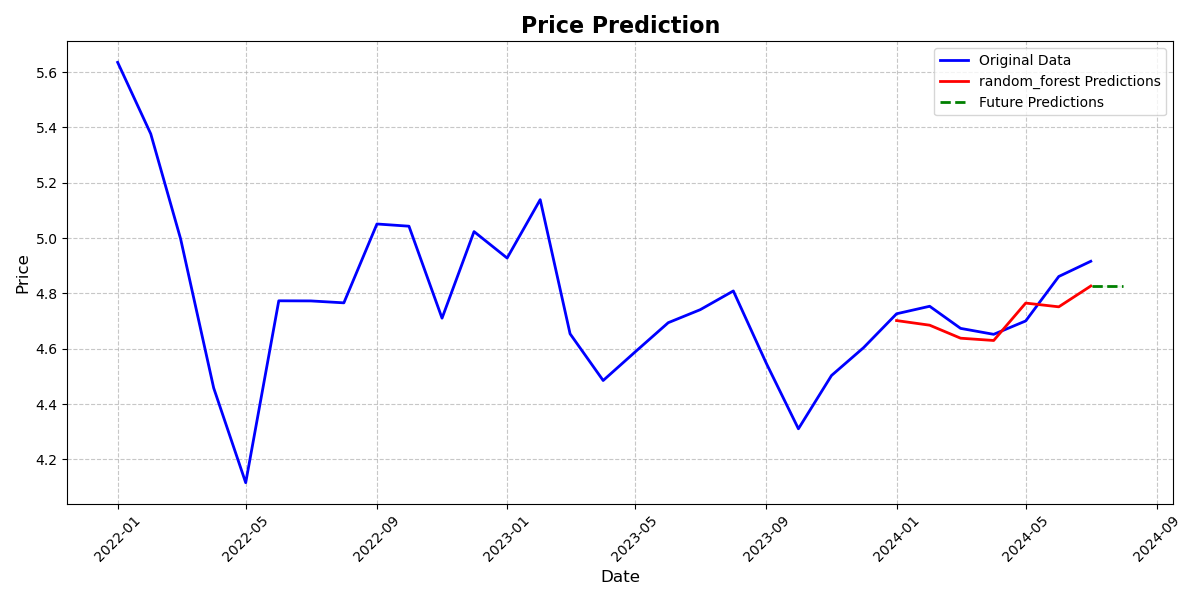 Price Prediction
Original Data
random_forest Predictions
Future Predictions
Price
5.6
5.4
5.2
5.0
4.8
4.6
4.4
4.2
2022-01
2022-05
2022-09
2023-01
2023-05
2023-09
2024-01
2024-05
2024-09
Date